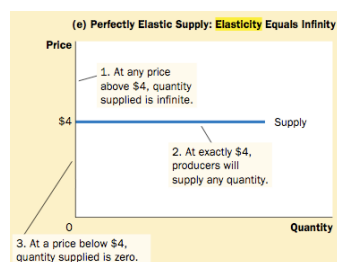 (e) Perfectly Elastic Supply: Elasticity Equals Infinity
Price
1. At any price
above $4, quantity
supplied is infinite.
$4
Supply
2. At exactly $4,
producers will
supply any quantity.
0
Quantity
3. At a price below $4,
quantity supplied is zero.